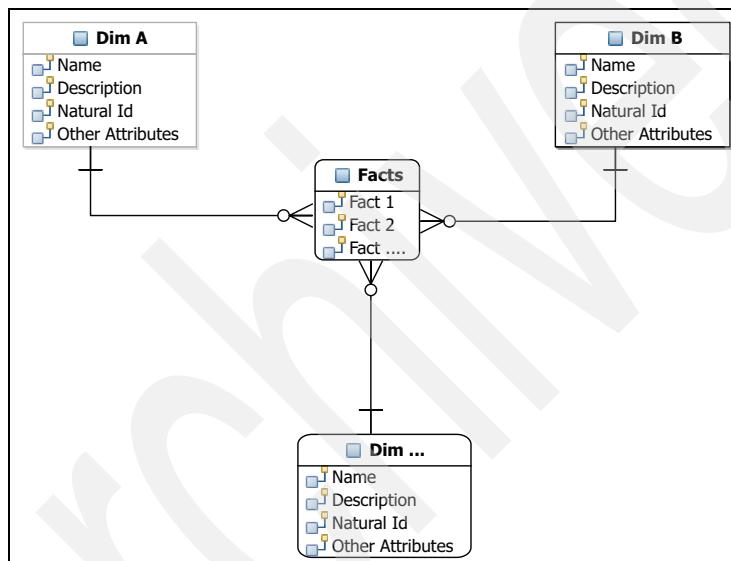 Dim A
Name
Description
Natural Id
Other Attributes
Dim B
Name
Description
Natural Id
Other Attributes
Facts
Fact 1
Fact 2
Fact ....
Dim ...
Name
Description
Natural Id
Other Attributes